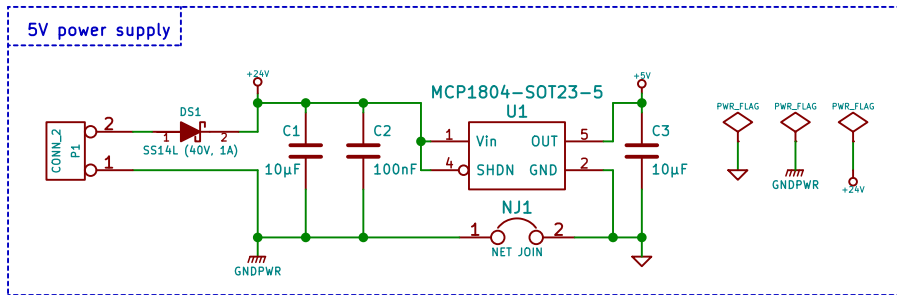 5V power supply
+24V
+5V
MCP1804-SOT23-5
U1
PWR_FLAG
PWR_FLAG
PWR_FLAG
CONN_2
P1
2
1
DS1
1
2
SS14L (40V, 1A)
C1
10µF
C2
100nF
1
Vin
OUT
5
4
SHDN
GND
2
C3
10µF
GNDPWR
+24V
NJ1
1
2
NET JOIN
GNDPWR